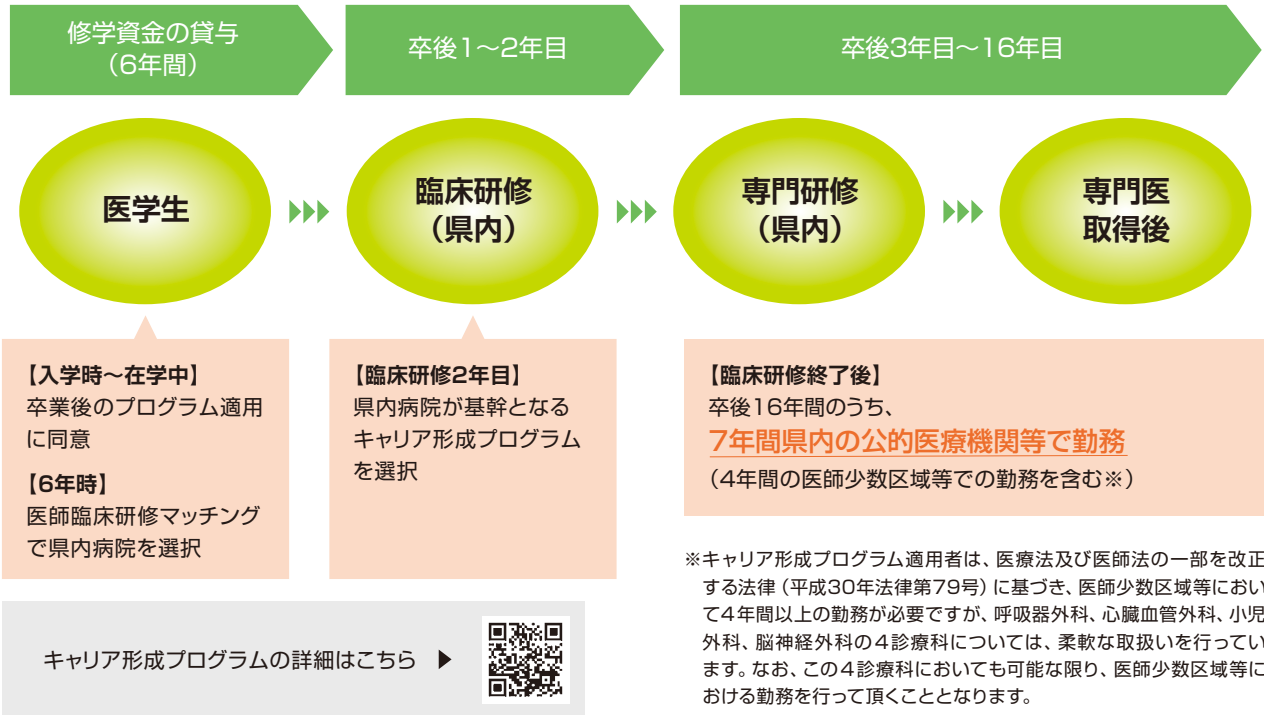 修学資金の貸与
（6年間）
卒後1～2年目
卒後3年目～16年目
医学生
臨床研修
（県内）
専門研修
（県内）
専門医
取得後
【入学時～在学中】
卒業後のプログラム適用
に同意
【6年時】
医師臨床研修マッチング
で県内病院を選択
【臨床研修2年目】
県内病院が基幹となる
キャリア形成プログラム
を選択
【臨床研修終了後】
卒後16年間のうち、
7年間県内の公的医療機関等で勤務
（4年間の医師少数区域等での勤務を含む※）
※キャリア形成プログラム適用者は、医療法及び医師法の一部を改正
する法律（平成30年法律第79号）に基づき、医師少数区域等におい
て4年間以上の勤務が必要ですが、呼吸器外科、心臓血管外科、小児
外科、脳神経外科の４診療科については、柔軟な取扱いを行ってい
ます。なお、この４診療科においても可能な限り、医師少数区域等に
おける勤務を行って頂くこととなります。
キャリア形成プログラムの詳細はこちら ▶